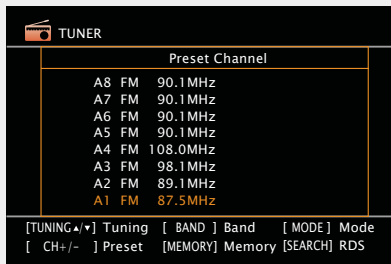 TUNER
Preset Channel
A8 FM 90.1MHz
A7 FM 90.1MHz
A6 FM 90.1MHz
A5 FM 90.1MHz
A4 FM 108.0MHz
A3 FM 98.1MHz
A2 FM 89.1MHz
A1 FM 87.5MHz
[TUNING▲/▼] Tuning [ BAND ] Band [ MODE ] Mode
[ CH+/- ] Preset [MEMORY] Memory [SEARCH] RDS